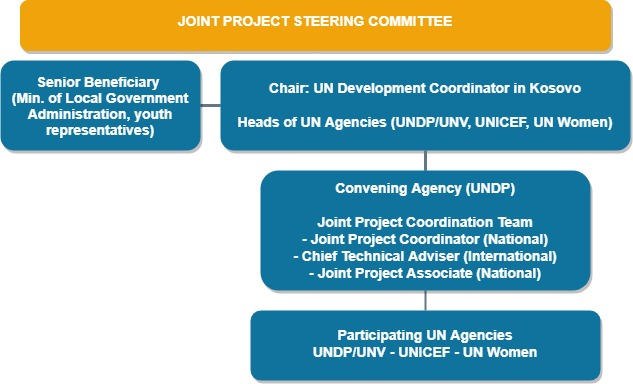 JOINT PROJECT STEERING COMMITTEE
Senior Beneficiary
(Min. of Local Government
Administration, youth
representatives)
Chair: UN Development Coordinator in Kosovo
Heads of UN Agencies (UNDP/UNV, UNICEF, UN Women)
Convening Agency (UNDP)
Joint Project Coordination Team
- Joint Project Coordinator (National)
- Chief Technical Adviser (International)
- Joint Project Associate (National)
Participating UN Agencies
UNDP/UNV - UNICEF - UN Women